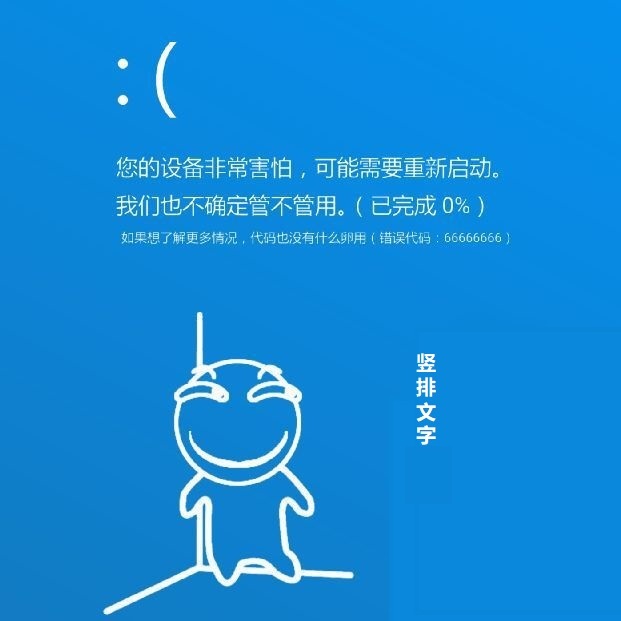 :(
您的设备非常害怕，可能需要重新启动。
我们也不确定管不管用。（已完成 0%）
如果想了解更多情况，代码也没有什么卵用（错误代码：66666666）
竖排文字